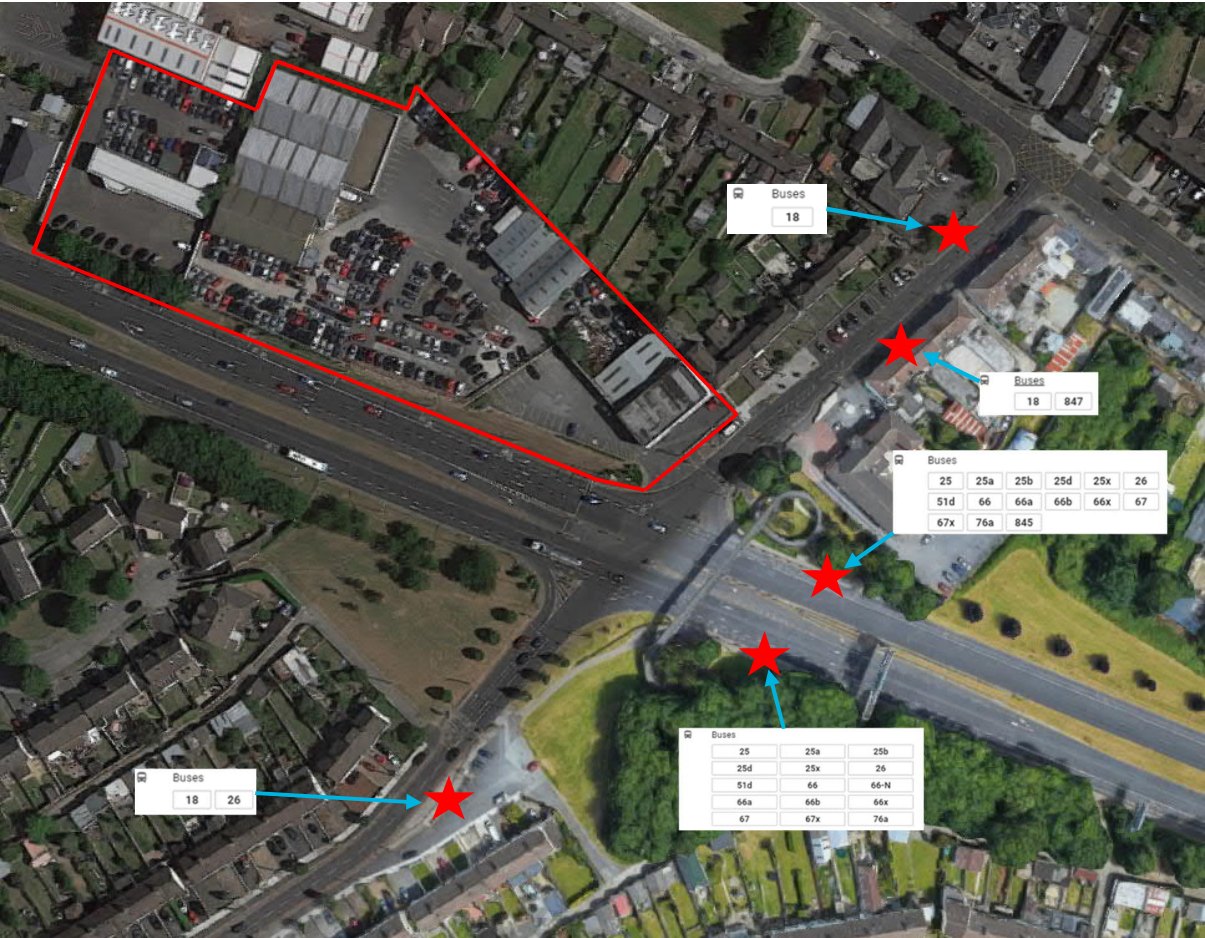 Buses
18
Buses
18 847
Buses
25 25a 25b 25d 25x 26
51d 66 66a 66b 66x 67
67x 76a 845
Buses
25 25a 25b
25d 25x 26
51d 66 66-N
66a 66b 66x
67 67x 76a
Buses
18 26